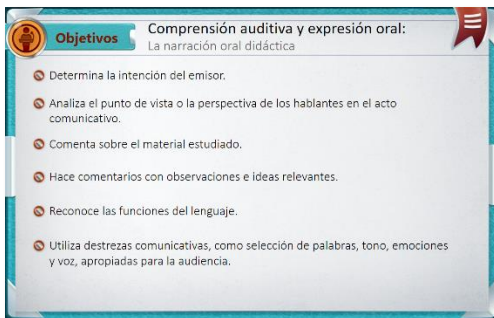 Objetivos
Comprensión auditiva y expresión oral:
La narración oral didáctica
Determina la intención del emisor.
Analiza el punto de vista o la perspectiva de los hablantes en el acto
comunicativo.
Comenta sobre el material estudiado.
Hace comentarios con observaciones e ideas relevantes.
Reconoce las funciones del lenguaje.
Utiliza destrezas comunicativas, como selección de palabras, tono, emociones
y voz, apropiadas para la audiencia.